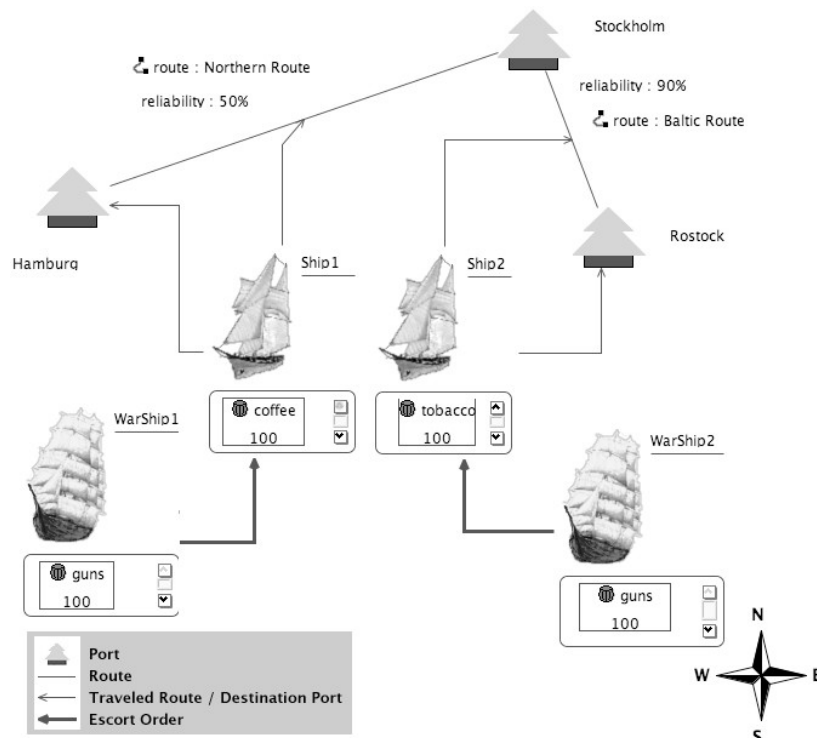 Stockholm
route : Northern Route
reliability : 50%
reliability : 90%
route : Baltic Route
Hamburg
Ship1
Ship2
Rostock
coffee
100
tobacco
100
WarShip1
WarShip2
guns
100
guns
100
Port
Route
Traveled Route / Destination Port
Escort Order
N
W
E
S